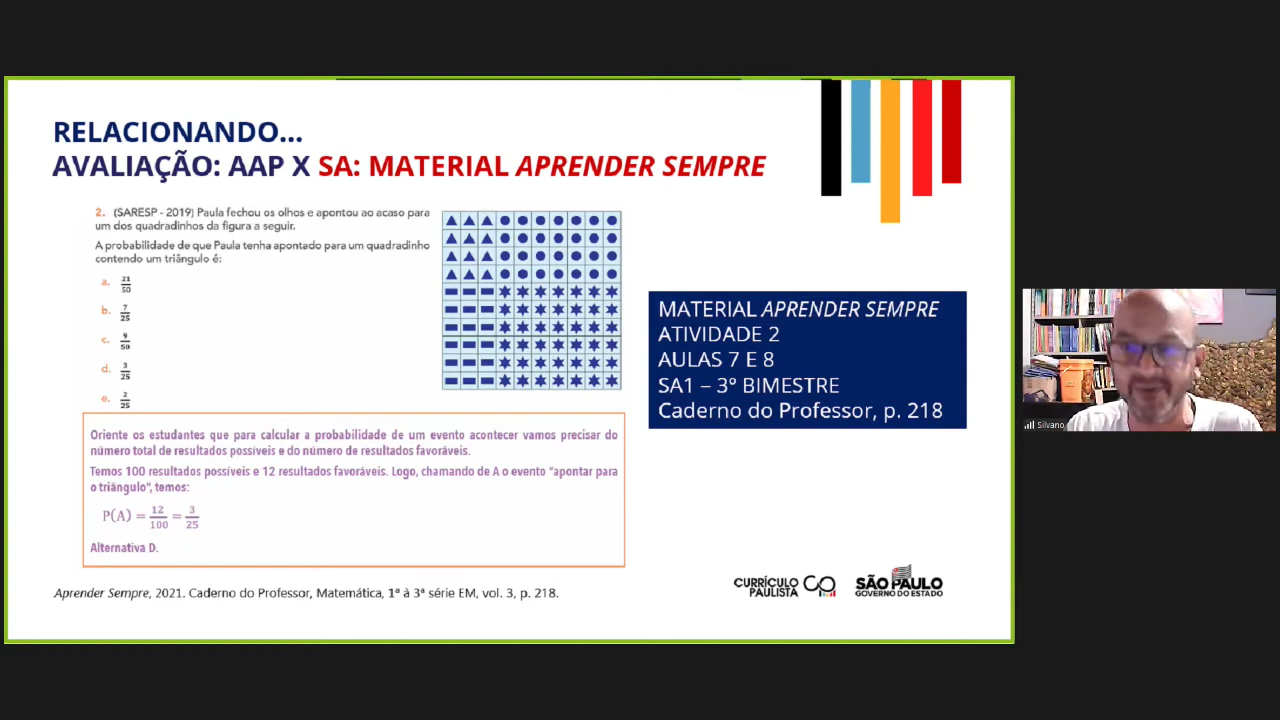 RELACIONANDO...
AVALIAÇÃO: AAP X SA: MATERIAL APRENDER SEMPRE
2. (SARESP - 2019) Paula fechou os olhos e apontou ao acaso para
um dos quadradinhos da figura a seguir.
A probabilidade de que Paula tenha apontado para um quadradinho
contendo um triângulo é:
a. 21/50
b. 7/25
c. 9/50
d. 3/25
e. 2/25
Oriente os estudantes que para calcular a probabilidade de um evento acontecer vamos precisar do
número total de resultados possíveis e do número de resultados favoráveis.
Temos 100 resultados possíveis e 12 resultados favoráveis. Logo, chamando de A o evento "apontar para
o triângulo", temos:
P(A) = 12/100 = 3/25
Alternativa D.
Aprender Sempre, 2021. Caderno do Professor, Matemática, 1ª à 3ª série EM, vol. 3, p. 218.
MATERIAL APRENDER SEMPRE
ATIVIDADE 2
AULAS 7 E 8
SA1 – 3º BIMESTRE
Caderno do Professor, p. 218
CURRÍCULO
PAULISTA
SÃO PAULO
GOVERNO DO ESTADO
Silvano